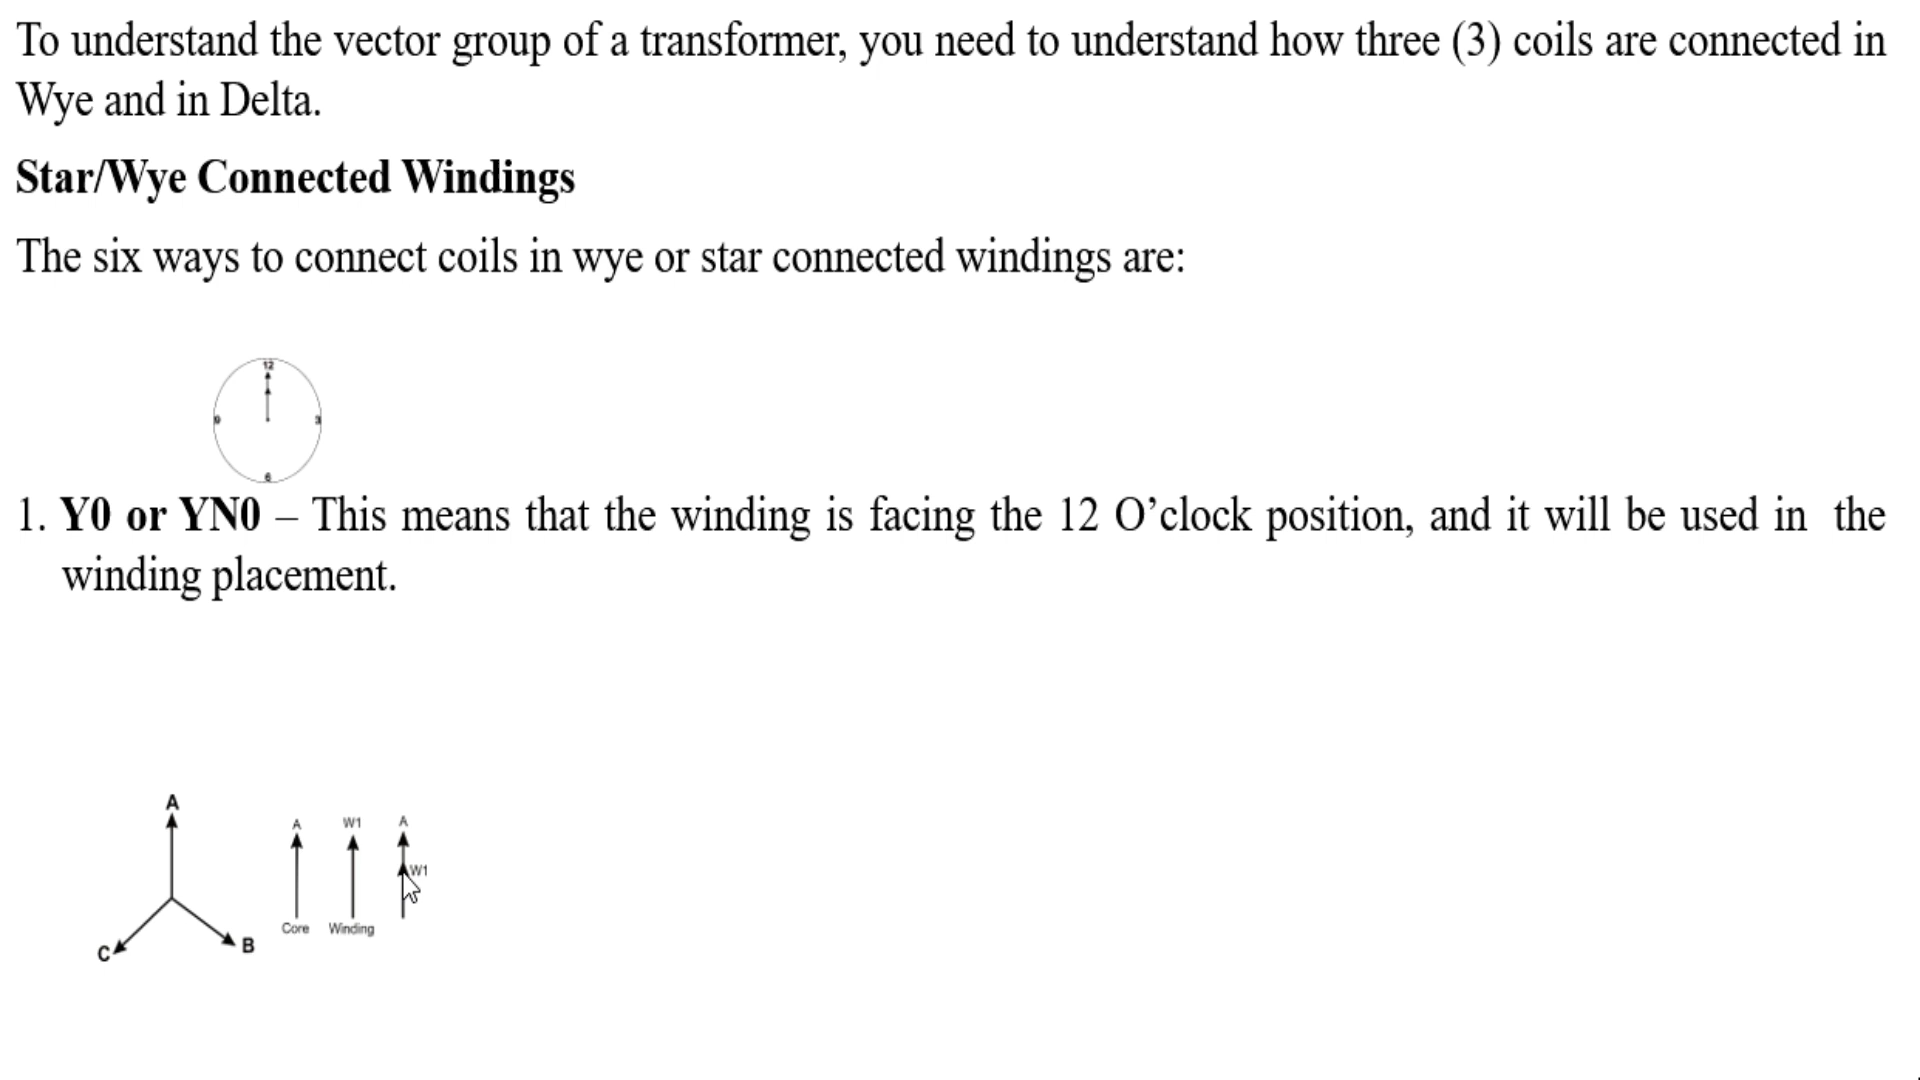 To understand the vector group of a transformer, you need to understand how three (3) coils are connected in
Wye and in Delta.
Star/Wye Connected Windings
The six ways to connect coils in wye or star connected windings are:
12
9 3
6
1. Y0 or YN0 – This means that the winding is facing the 12 O’clock position, and it will be used in the
winding placement.
A
A W1 A
W1
Core Winding
C B